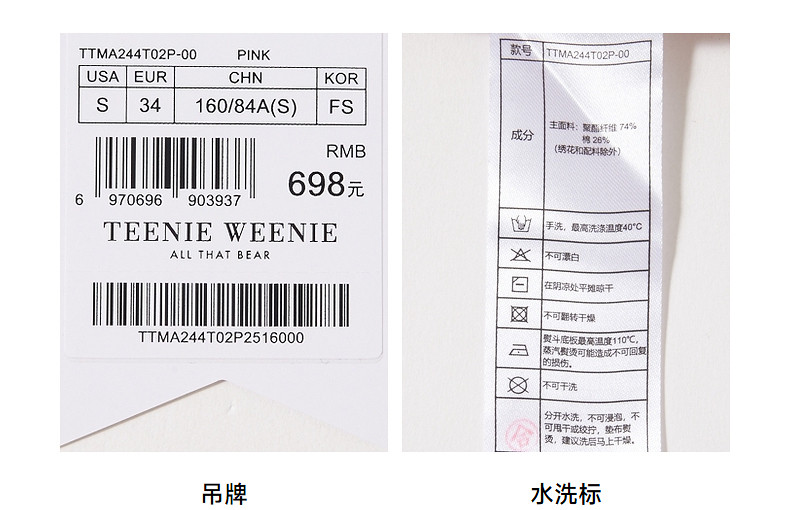 TTMA244T02P-00 PINK
USA EUR CHN KOR
S 34 160/84A(S) FS
RMB
698元
6 970696 903937
TEENIE WEENIE
ALL THAT BEAR
TTMA244T02P2516000
吊牌
款号 TTMA244T02P-00
成分 主面料：聚酯纤维 74%
棉 26%
（绣花和配料除外）
手洗，最高洗涤温度40°C
不可漂白
在阴凉处平摊晾干
不可翻转干燥
熨斗底板最高温度110℃，
蒸汽熨烫可能造成不可回复
的损伤。
不可干洗
分开水洗，不可浸泡，不
可甩干或绞拧，垫布熨
烫，建议洗后马上干燥。
水洗标